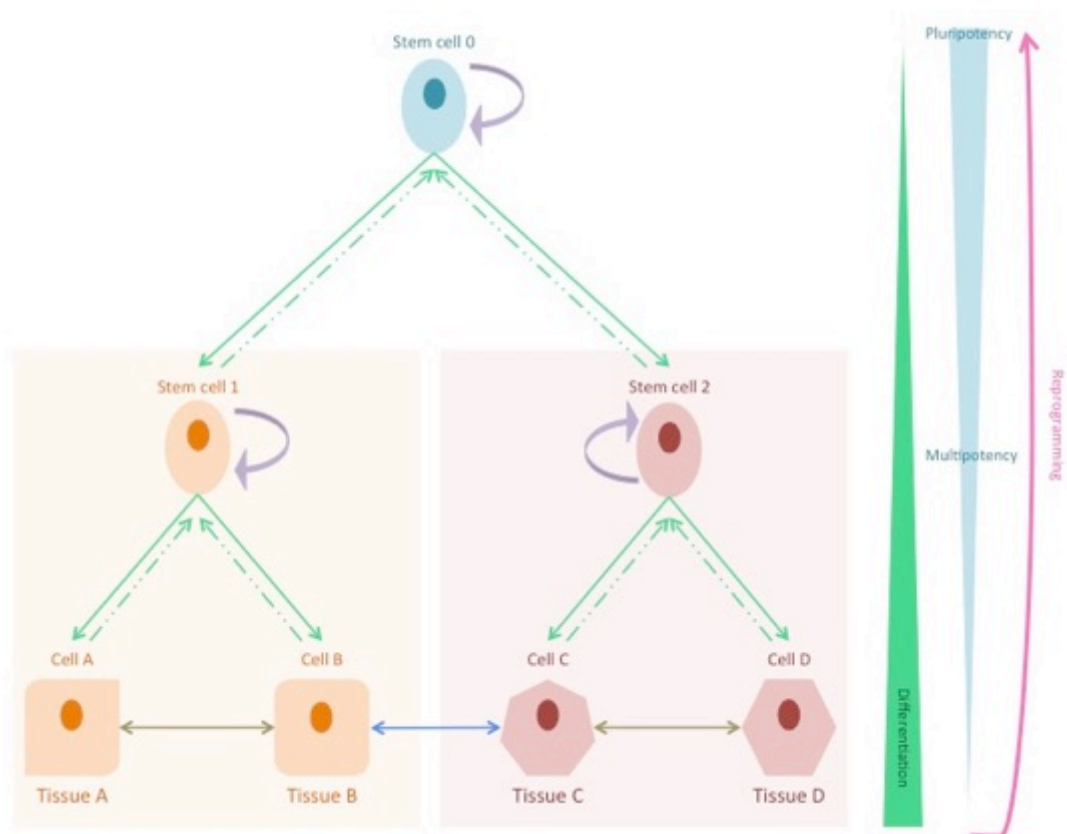 Stem cell 0
Pluripotency
Stem cell 1
Stem cell 2
Multipotency
Reprogramming
Cell A
Cell B
Cell C
Cell D
Differentiation
Tissue A
Tissue B
Tissue C
Tissue D